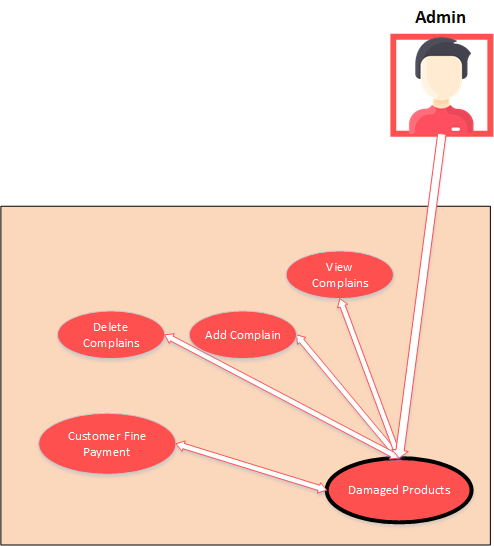 Admin
View
Complains
Delete
Complains
Add Complain
Customer Fine
Payment
Damaged Products